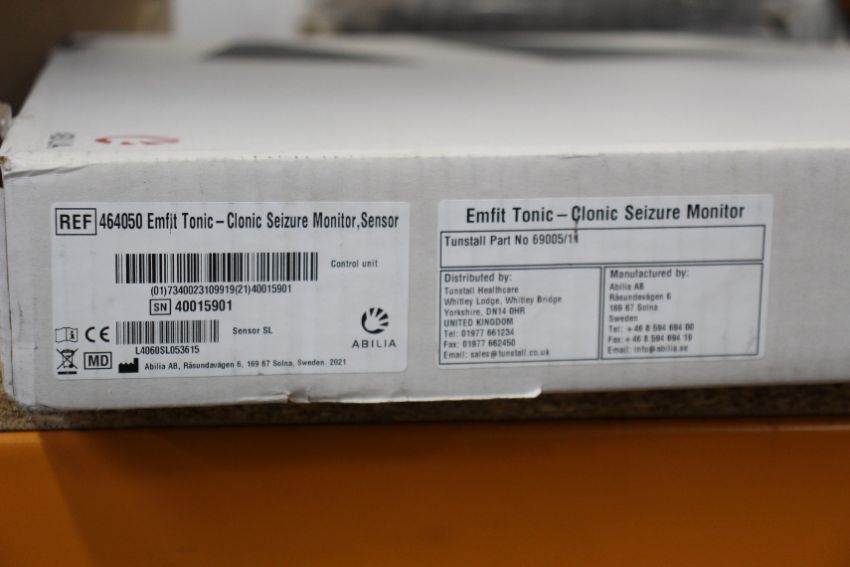 REF 464050 Emfit Tonic-Clonic Seizure Monitor,Sensor
Control unit
(01)7340023109919(21)40015901
SN 40015901
CE
Sensor SL
L4060SL053615
MD
Abilia AB, Råsundavägen 6, 169 67 Solna, Sweden. 2021
ABILIA
Emfit Tonic-Clonic Seizure Monitor
Tunstall Part No 69005/11
Distributed by:
Tunstall Healthcare
Whitley Lodge, Whitley Bridge
Yorkshire, DN14 0HR
UNITED KINGDOM
Tel: 01977 661234
Fax: 01977 662450
Email: sales@tunstall.co.uk
Manufactured by:
Abilia AB
Råsundavägen 6
169 67 Solna
Sweden
Tel: +46 8 594 694 00
Fax: +46 8 594 694 19
Email: info@abilia.se